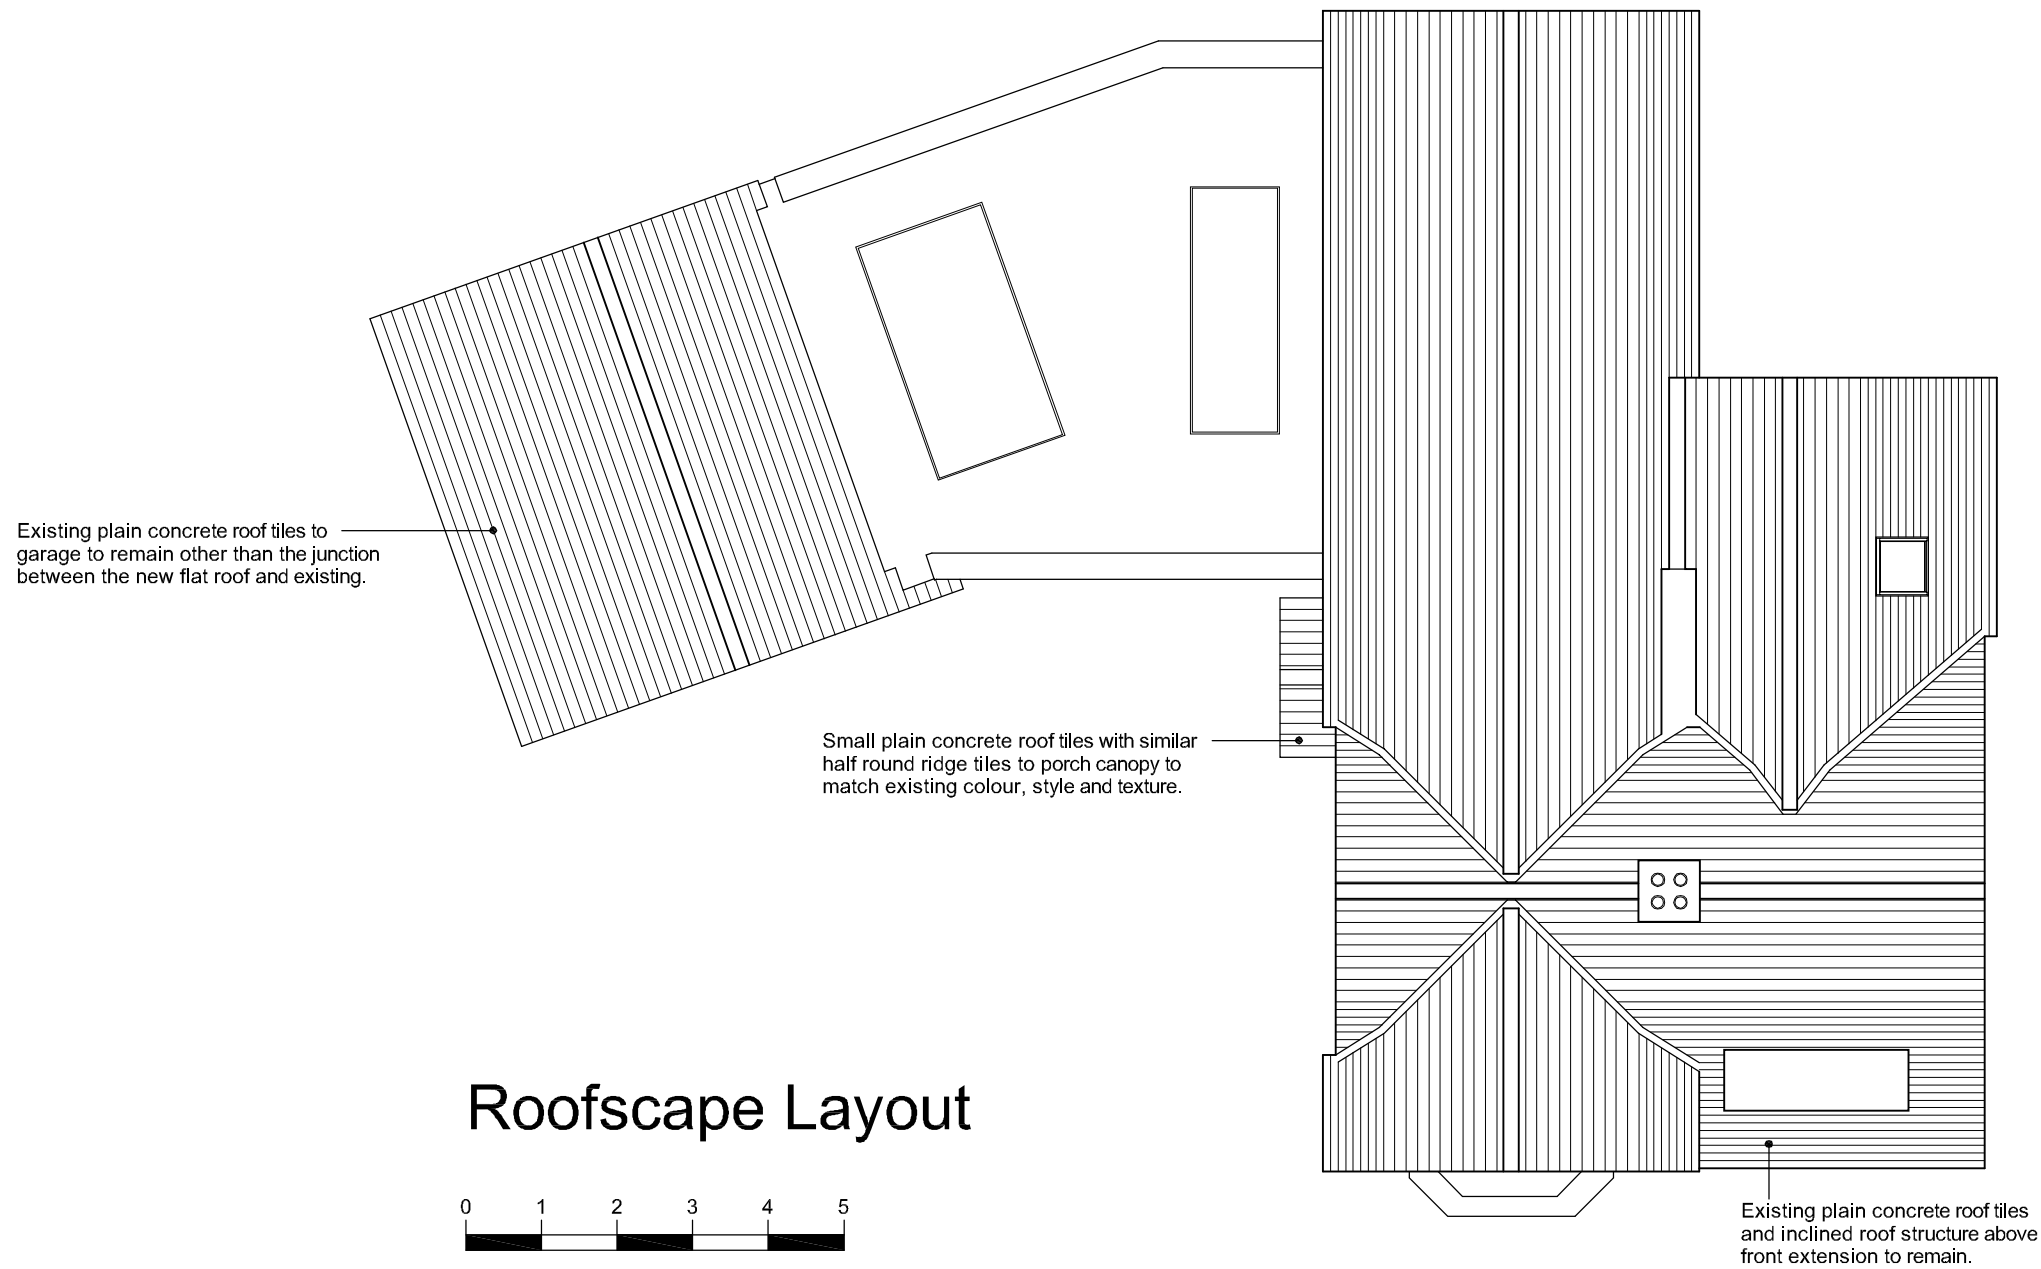 Existing plain concrete roof tiles to
garage to remain other than the junction
between the new flat roof and existing.
Small plain concrete roof tiles with similar
half round ridge tiles to porch canopy to
match existing colour, style and texture.
Roofscape Layout
0 1 2 3 4 5
Existing plain concrete roof tiles
and inclined roof structure above
front extension to remain.